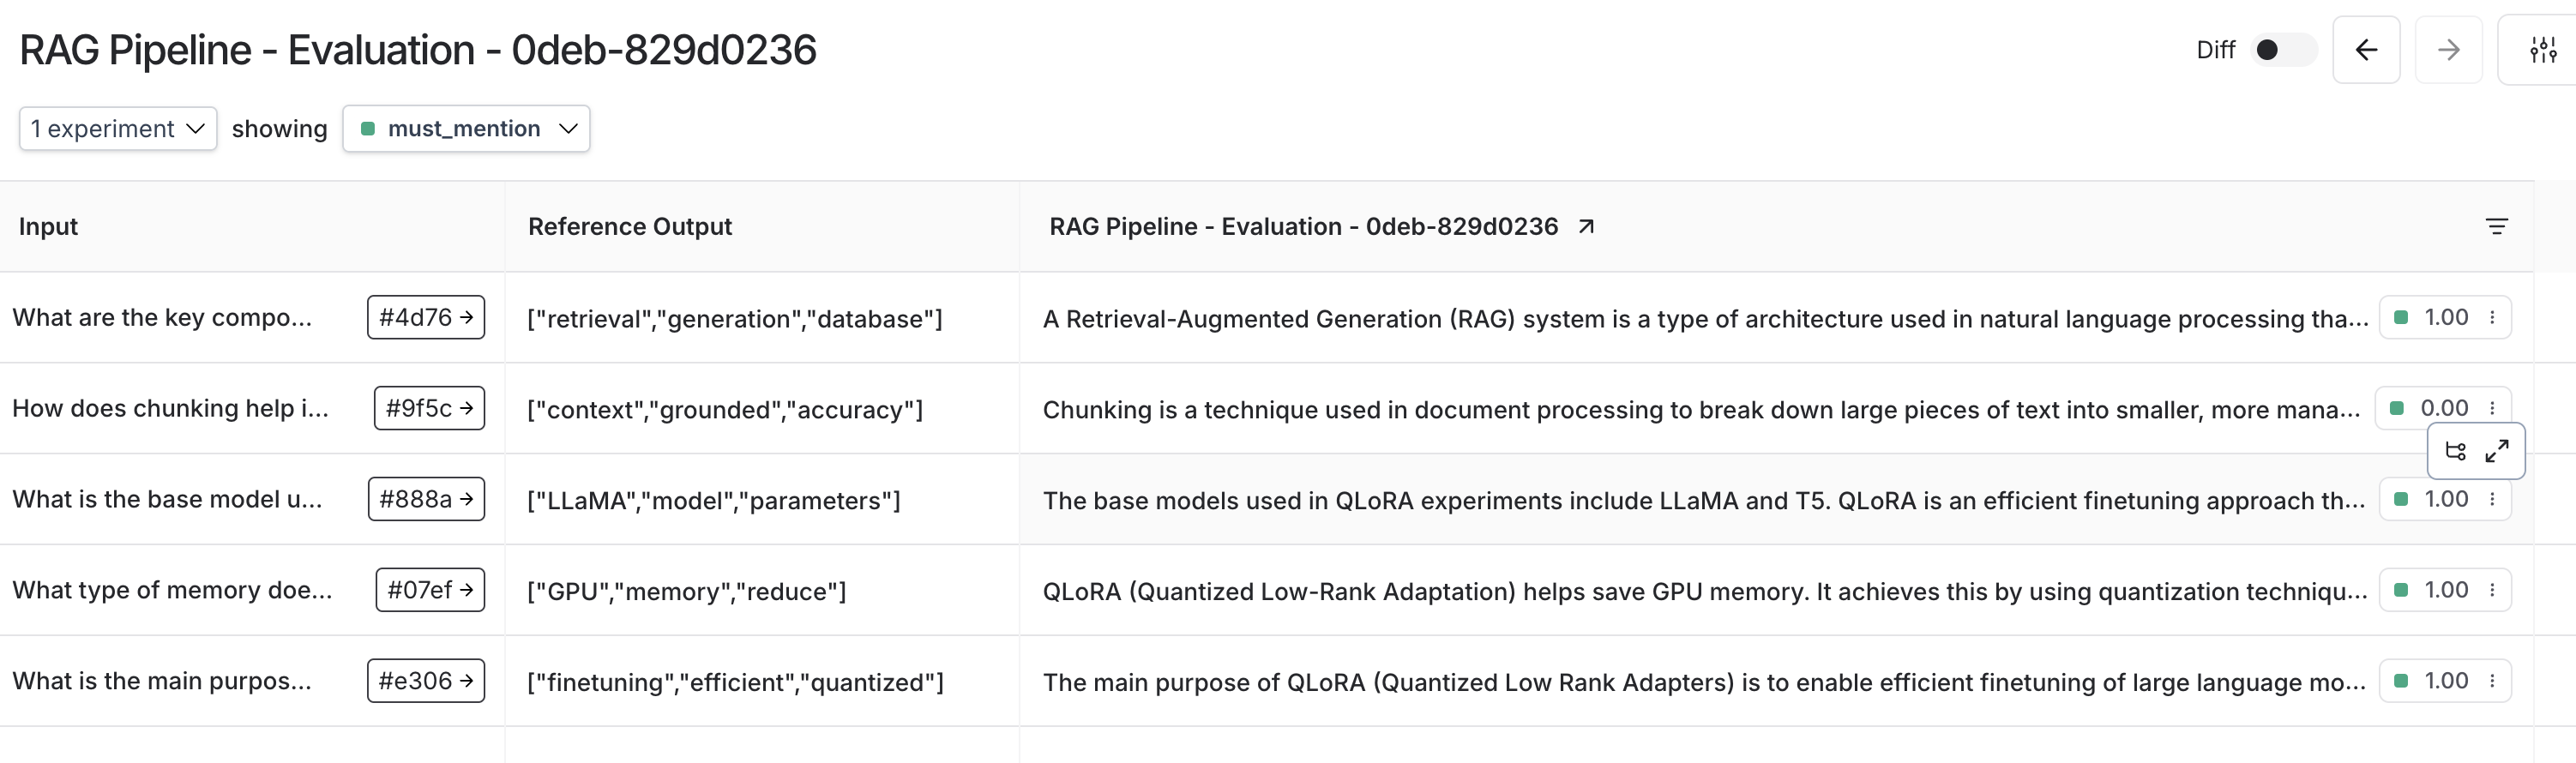 RAG Pipeline - Evaluation - 0deb-829d0236
Diff
1 experiment showing must_mention
Input Reference Output RAG Pipeline - Evaluation - 0deb-829d0236
What are the key compo... #4d76 ["retrieval","generation","database"] A Retrieval-Augmented Generation (RAG) system is a type of architecture used in natural language processing tha... 1.00
How does chunking help i... #9f5c ["context","grounded","accuracy"] Chunking is a technique used in document processing to break down large pieces of text into smaller, more mana... 0.00
What is the base model u... #888a ["LLaMA","model","parameters"] The base models used in QLoRA experiments include LLaMA and T5. QLoRA is an efficient finetuning approach th... 1.00
What type of memory doe... #07ef ["GPU","memory","reduce"] QLoRA (Quantized Low-Rank Adaptation) helps save GPU memory. It achieves this by using quantization techniqu... 1.00
What is the main purpos... #e306 ["finetuning","efficient","quantized"] The main purpose of QLoRA (Quantized Low Rank Adapters) is to enable efficient finetuning of large language mo... 1.00